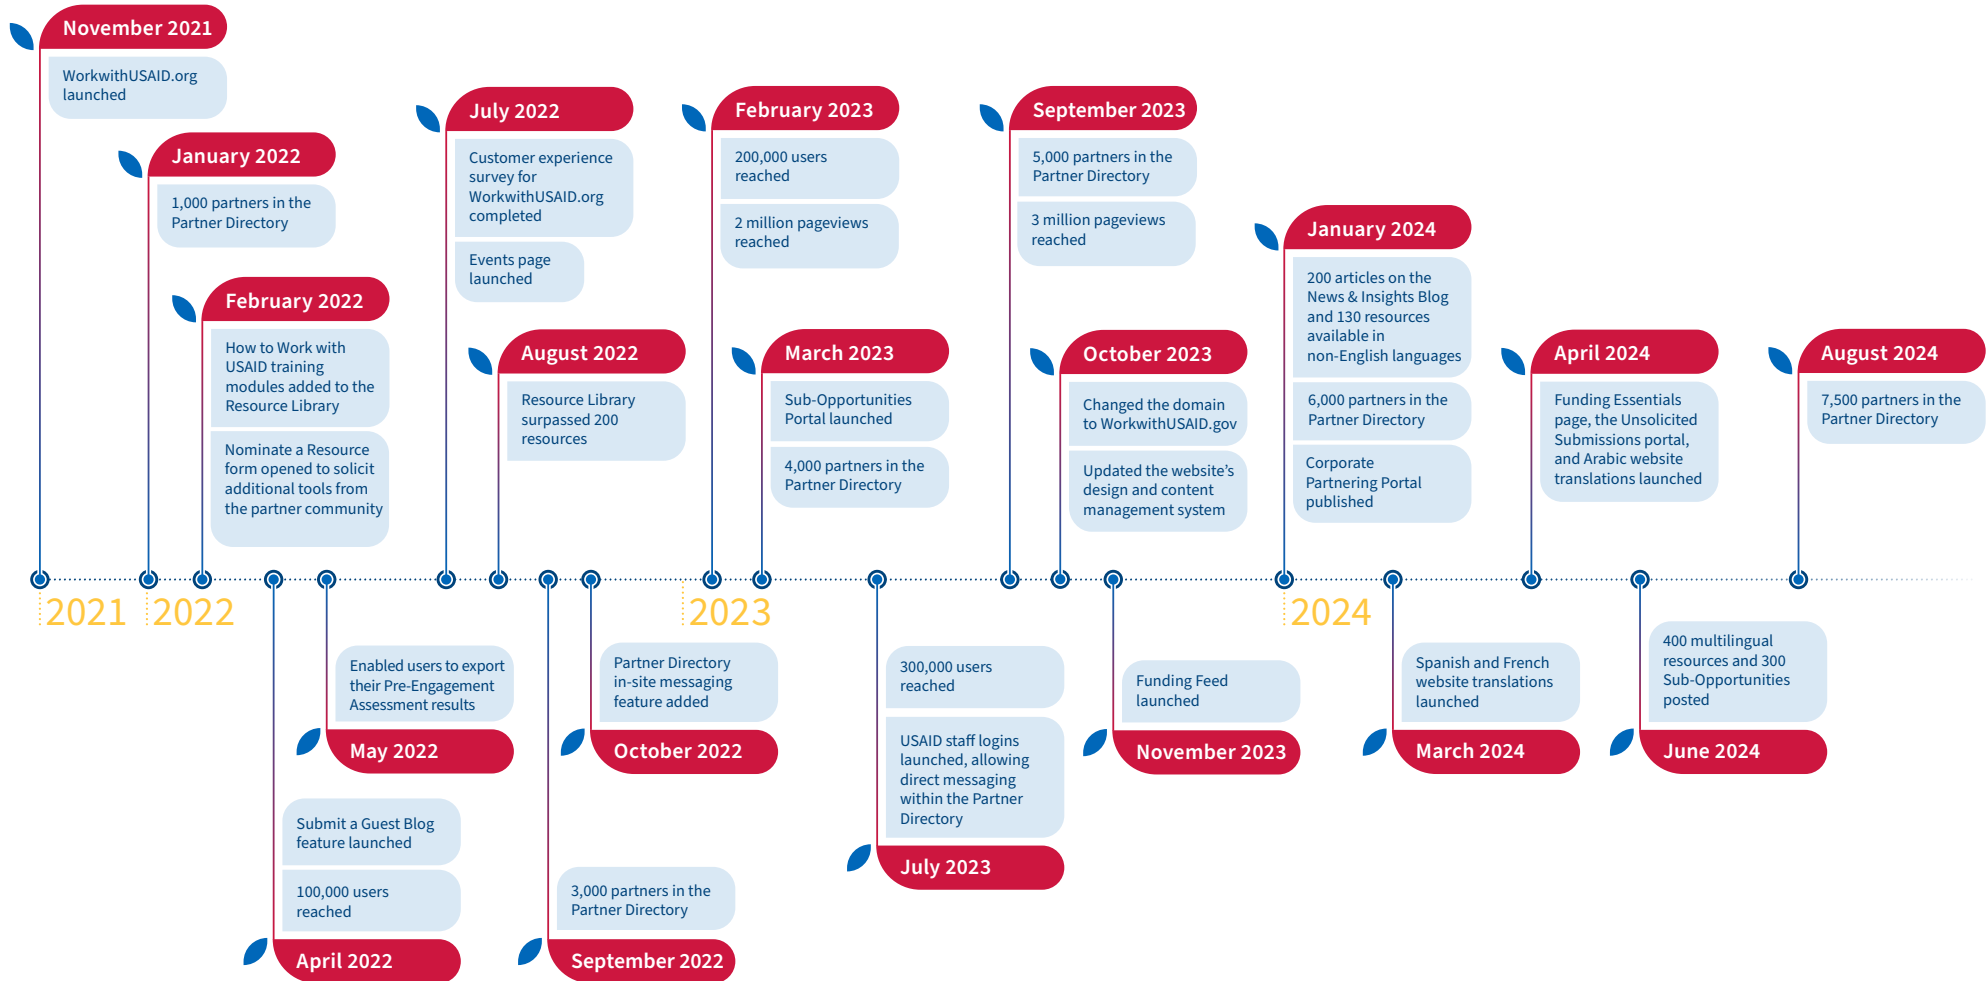 November 2021
WorkwithUSAID.org
launched
January 2022
1,000 partners in the
Partner Directory
February 2022
How to Work with
USAID training
modules added to the
Resource Library
Nominate a Resource
form opened to solicit
additional tools from
the partner community
July 2022
Customer experience
survey for
WorkwithUSAID.org
completed
Events page
launched
August 2022
Resource Library
surpassed 200
resources
February 2023
200,000 users
reached
2 million pageviews
reached
March 2023
Sub-Opportunities
Portal launched
4,000 partners in the
Partner Directory
September 2023
5,000 partners in the
Partner Directory
3 million pageviews
reached
October 2023
Changed the domain
to WorkwithUSAID.gov
Updated the website’s
design and content
management system
January 2024
200 articles on the
News & Insights Blog
and 130 resources
available in
non-English languages
6,000 partners in the
Partner Directory
Corporate
Partnering Portal
published
April 2024
Funding Essentials
page, the Unsolicited
Submissions portal,
and Arabic website
translations launched
August 2024
7,500 partners in the
Partner Directory
2021
2022
2023
2024
Submit a Guest Blog
feature launched
100,000 users
reached
April 2022
Enabled users to export
their Pre-Engagement
Assessment results
May 2022
3,000 partners in the
Partner Directory
September 2022
Partner Directory
in-site messaging
feature added
October 2022
300,000 users
reached
USAID staff logins
launched, allowing
direct messaging
within the Partner
Directory
July 2023
Funding Feed
launched
November 2023
Spanish and French
website translations
launched
March 2024
400 multilingual
resources and 300
Sub-Opportunities
posted
June 2024